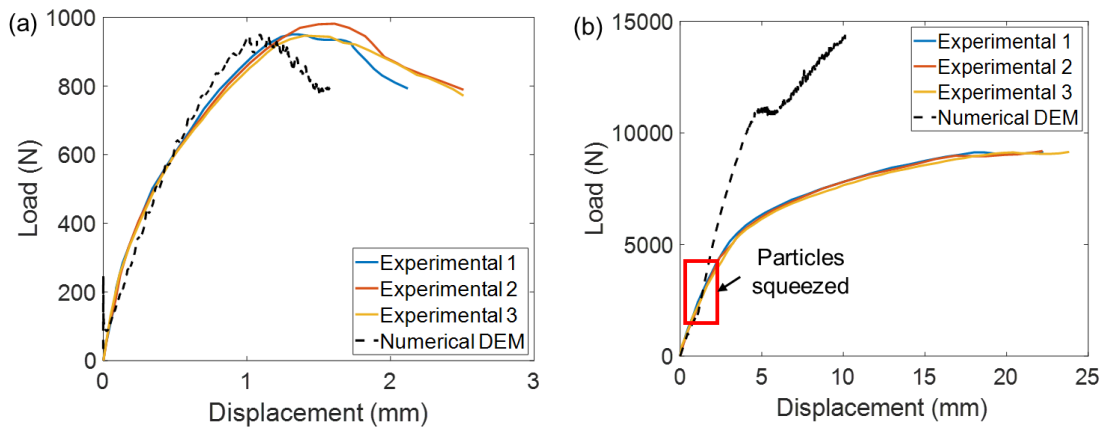 (a)
1000
800
600
400
200
0
0
1
2
3
Load (N)
Displacement (mm)
Experimental 1
Experimental 2
Experimental 3
Numerical DEM
(b)
15000
10000
5000
0
0
5
10
15
20
25
Load (N)
Displacement (mm)
Experimental 1
Experimental 2
Experimental 3
Numerical DEM
Particles
squeezed